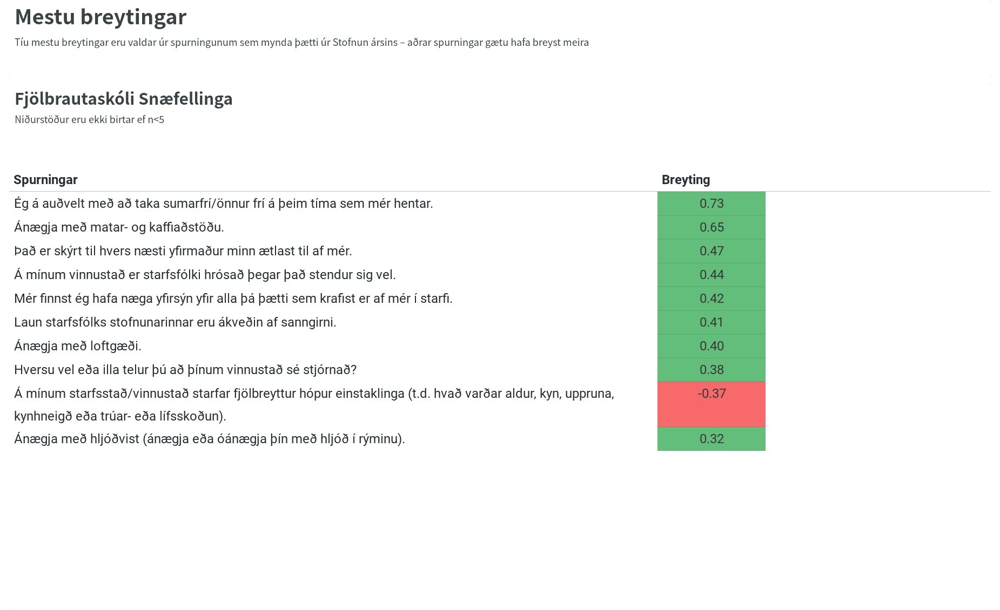 Mestu breytingar
Tíu mestu breytingar eru valdar úr spurningunum sem mynda þætti úr Stofnun ársins – aðrar spurningar gætu hafa breyst meira
Fjölbrautaskóli Snæfellinga
Niðurstöður eru ekki birtar ef n<5
Spurningar Breyting
Ég á auðvelt með að taka sumarfrí/önnur frí á þeim tíma sem mér hentar. 0.73
Ánægja með matar- og kaffiaðstöðu. 0.65
Það er skýrt til hvers næsti yfirmaður minn ætlast til af mér. 0.47
Á mínum vinnustað er starfsfólki hrósað þegar það stendur sig vel. 0.44
Mér finnst ég hafa næga yfirsýn yfir alla þá þætti sem krafist er af mér í starfi. 0.42
Laun starfsfólks stofnunarinnar eru ákveðin af sanngirni. 0.41
Ánægja með loftgæði. 0.40
Hversu vel eða illa telur þú að þínum vinnustað sé stjórnað? 0.38
Á mínum starfsstað/vinnustað starfar fjölbreyttur hópur einstaklinga (t.d. hvað varðar aldur, kyn, uppruna, -0.37
kynhneigð eða trúar- eða lífsskoðun).
Ánægja með hljóðvist (ánægja eða óánægja þín með hljóð í rýminu). 0.32